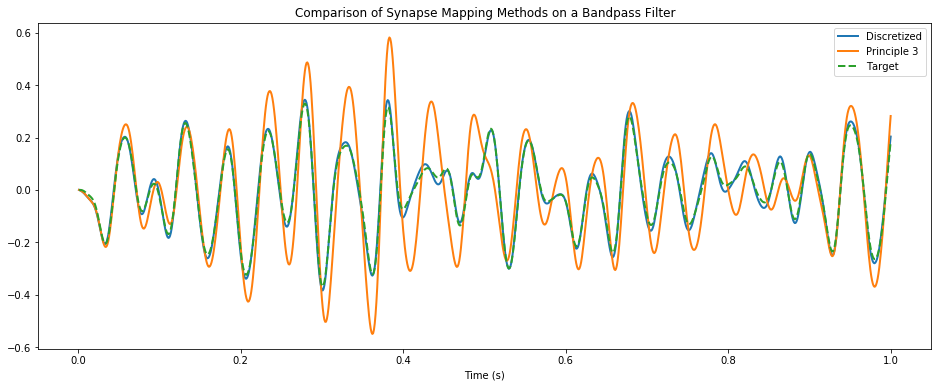 Comparison of Synapse Mapping Methods on a Bandpass Filter
Discretized
Principle 3
Target
0.6
0.4
0.2
0.0
−0.2
−0.4
−0.6
0.0 0.2 0.4 0.6 0.8 1.0
Time (s)